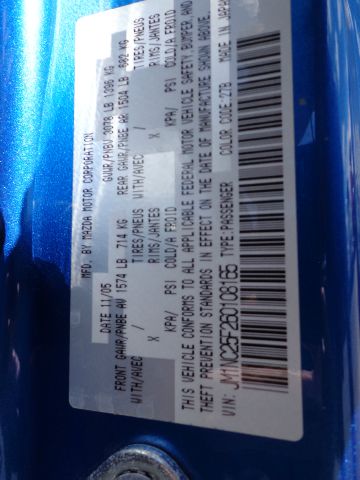 MFD. BY MAZDA MOTOR CORPORATION
DATE 11/05 GVWR/PNBV 3078 LB 1396 KG
FRONT GAWR/PNBE AV 1574 LB 714 KG REAR GAWR/PNBE AR 1504 LB 682 KG
WITH/AVEC / TIRES/PNEUS WITH/AVEC / TIRES/PNEUS
X RIMS/JANTES X RIMS/JANTES
KPA/ PSI COLD/A FROID KPA/ PSI COLD/A FROID
THIS VEHICLE CONFORMS TO ALL APPLICABLE FEDERAL MOTOR VEHICLE SAFETY, BUMPER, AND
THEFT PREVENTION STANDARDS IN EFFECT ON THE DATE OF MANUFACTURE SHOWN ABOVE.
VIN: JM1NC25F260108155 TYPE: PASSENGER COLOR CODE: 27B MADE IN JAPAN